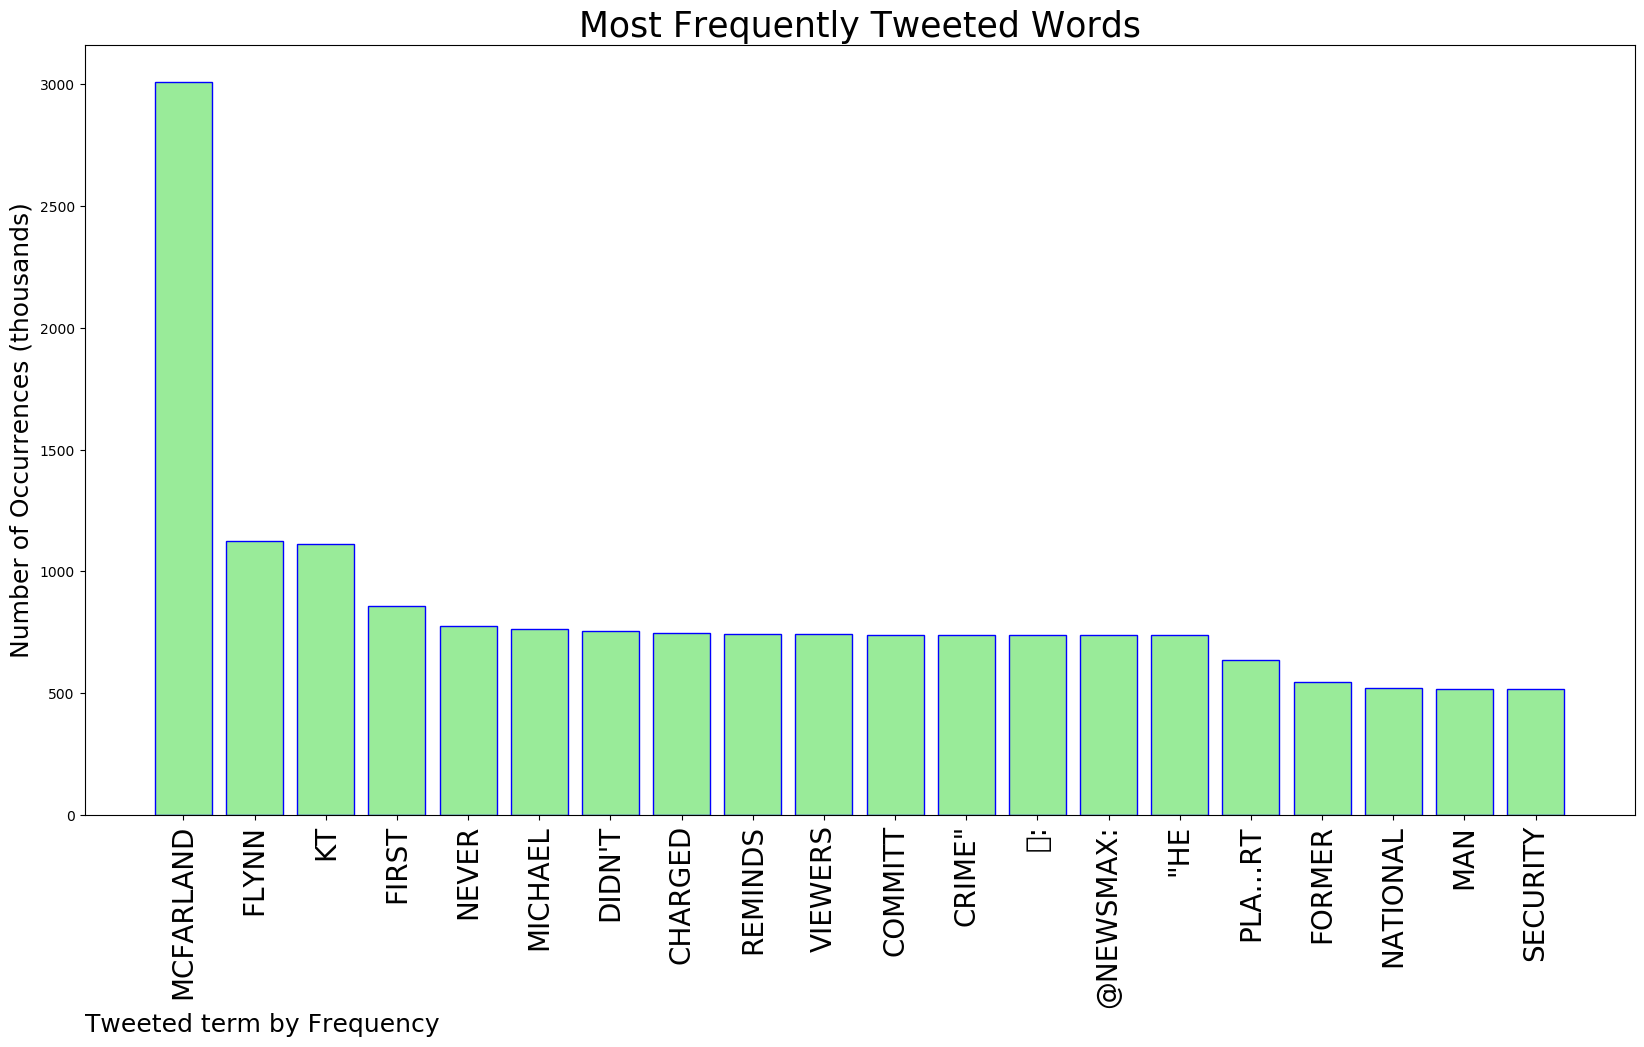 Most Frequently Tweeted Words
Number of Occurrences (thousands)
3000
2500
2000
1500
1000
500
0
MCFARLAND
FLYNN
KT
FIRST
NEVER
MICHAEL
DIDN'T
CHARGED
REMINDS
VIEWERS
COMMITT
CRIME"
▯▯:
@NEWSMAX:
"HE
PLA…RT
FORMER
NATIONAL
MAN
SECURITY
Tweeted term by Frequency